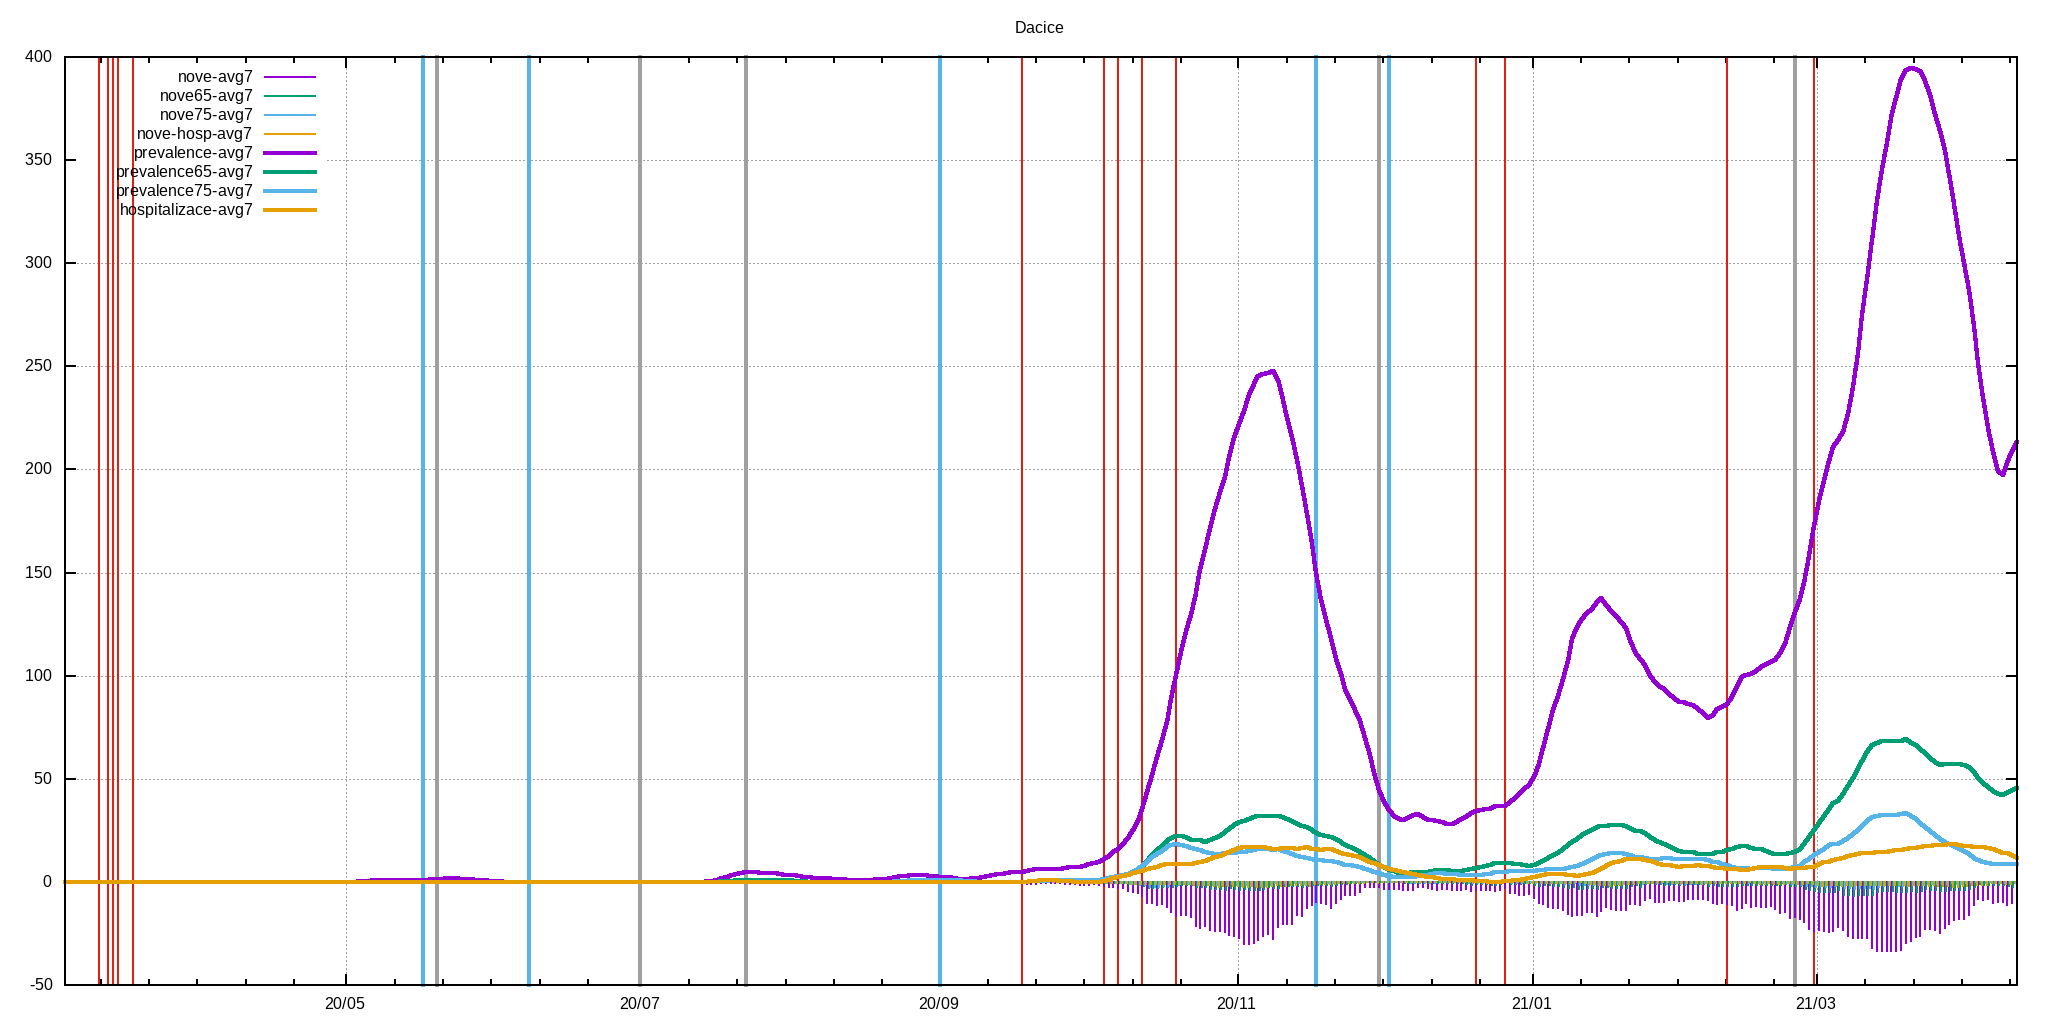 Dacice
400
350
300
250
200
150
100
50
0
-50
nove-avg7
nove65-avg7
nove75-avg7
nove-hosp-avg7
prevalence-avg7
prevalence65-avg7
prevalence75-avg7
hospitalizace-avg7
20/05
20/07
20/09
20/11
21/01
21/03